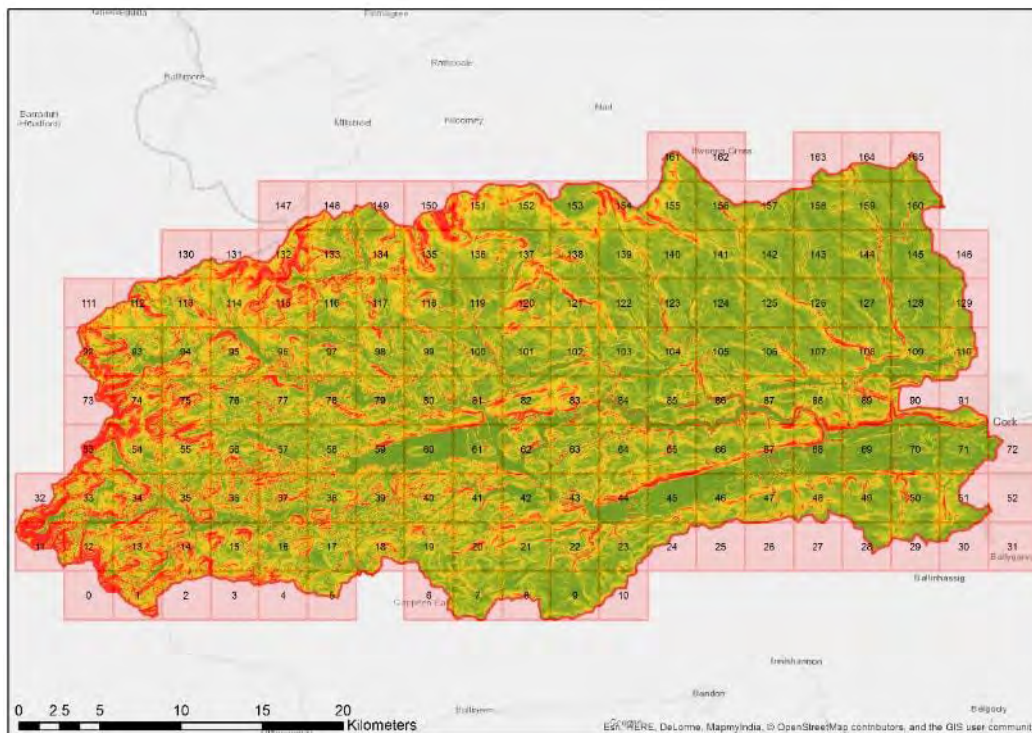 Rathmore
Millstreet
Kilcorney
Nad
161 162 163 164 165
147 148 149 150 151 152 153 154 155 156 157 158 159 160
130 131 132 133 134 135 136 137 138 139 140 141 142 143 144 145 146
111 112 113 114 115 116 117 118 119 120 121 122 123 124 125 126 127 128 129
92 93 94 95 96 97 98 99 100 101 102 103 104 105 106 107 108 109 110
73 74 75 76 77 78 79 80 81 82 83 84 85 86 87 88 89 90 91
Cork
53 54 55 56 57 58 59 60 61 62 63 64 65 66 67 68 69 70 71 72
32 33 34 35 36 37 38 39 40 41 42 43 44 45 46 47 48 49 50 51 52
11 12 13 14 15 16 17 18 19 20 21 22 23 24 25 26 27 28 29 30 31
Ballinhassig
0 1 2 3 4 5 6 7 8 9 10
Innishannon
Bandon
Belgooly
0 2.5 5 10 15 20
Kilometers
Esri, HERE, DeLorme, MapmyIndia, © OpenStreetMap contributors, and the GIS user communit